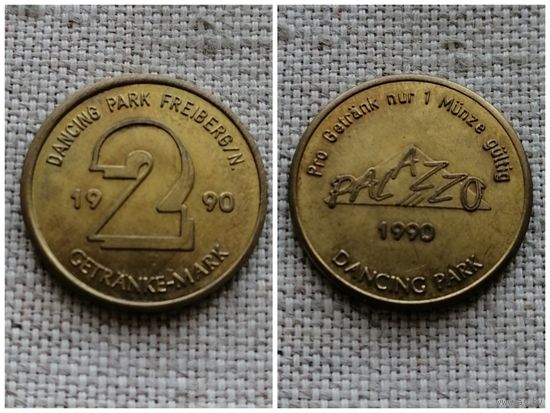 DANCING PARK FREIBERG/N.
19 2 90
GETRÄNKE-MARK
Pro Getränk nur 1 Münze gültig
PALAZZO
1990
DANCING PARK